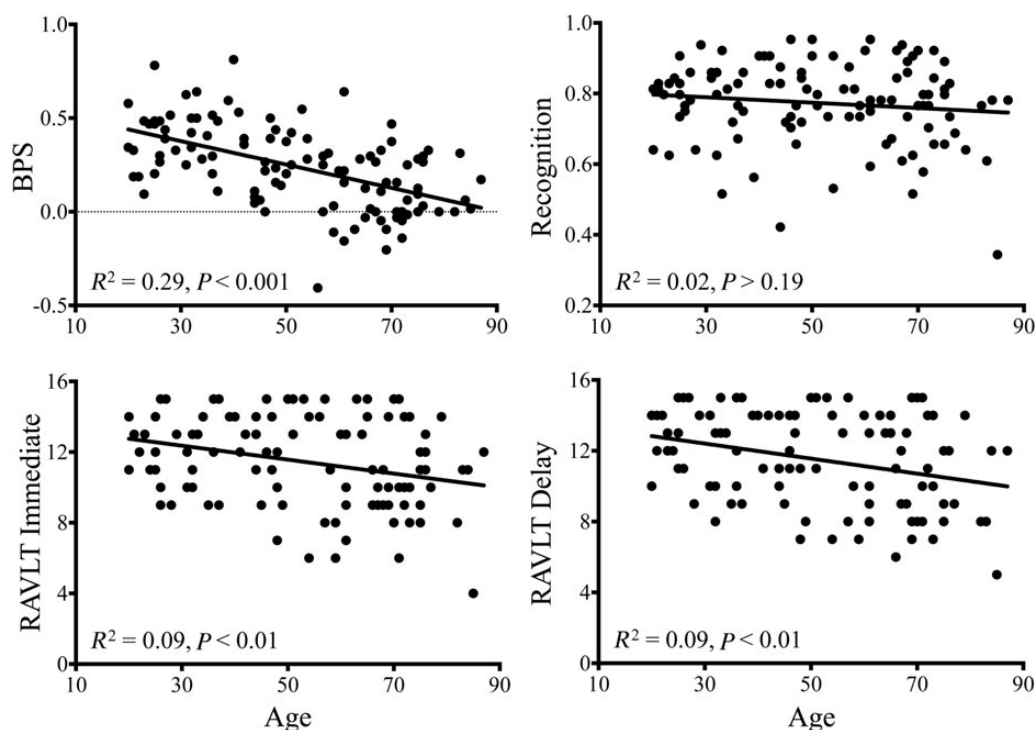 1.0
0.5
0.0
-0.5
BPS
R² = 0.29, P < 0.001
10 30 50 70 90
1.0
0.8
0.6
0.4
0.2
Recognition
R² = 0.02, P > 0.19
10 30 50 70 90
16
12
8
4
0
RAVLT Immediate
R² = 0.09, P < 0.01
10 30 50 70 90
Age
16
12
8
4
0
RAVLT Delay
R² = 0.09, P < 0.01
10 30 50 70 90
Age